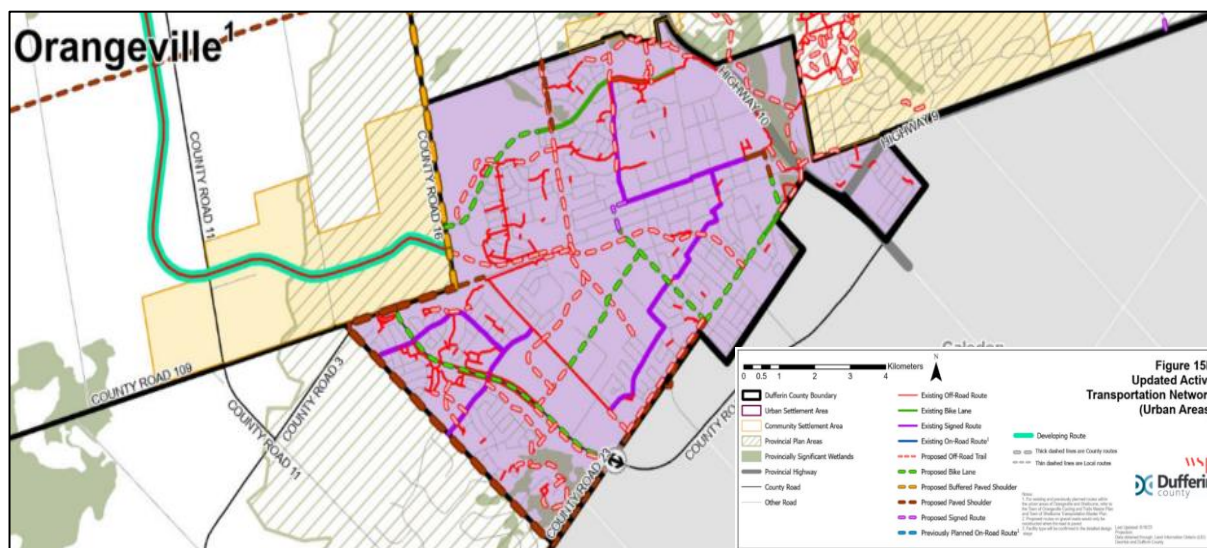 Orangeville1
HIGHWAY 10
HIGHWAY 9
COUNTY ROAD 11
COUNTY ROAD 16
COUNTY ROAD 109
COUNTY ROAD 3
COUNTY ROAD 11
COUNTY ROAD 23
COUNTY RO
Kilometers
0 0.5 1 2 3 4
N
Figure 15
Updated Activ
Transportation Networ
(Urban Areas
Dufferin County Boundary
Urban Settlement Area
Community Settlement Area
Provincial Plan Areas
Provincially Significant Wetlands
Provincial Highway
County Road
Other Road
Existing Off-Road Route
Existing Bike Lane
Existing Signed Route
Existing On-Road Route1
Proposed Off-Road Trail
Proposed Bike Lane
Proposed Buffered Paved Shoulder
Proposed Paved Shoulder
Proposed Signed Route
Previously Planned On-Road Route1
Developing Route
Thick dashed lines are County routes
Thin dashed lines are Local routes
wsp
Dufferin
county